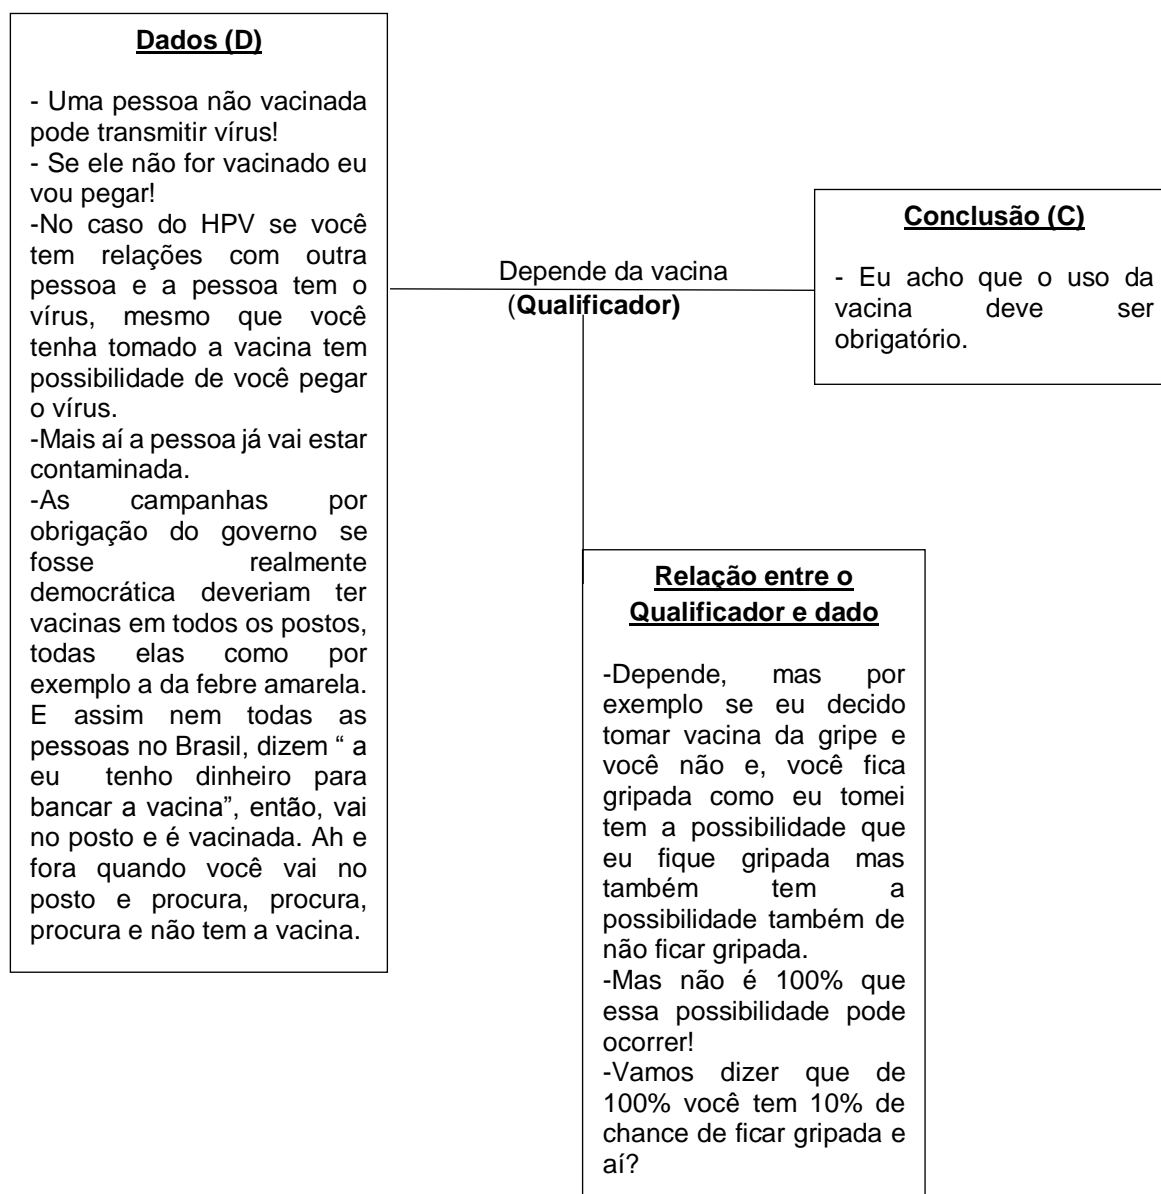 Dados (D)
- Uma pessoa não vacinada
pode transmitir vírus!
- Se ele não for vacinado eu
vou pegar!
-No caso do HPV se você
tem relações com outra
pessoa e a pessoa tem o
vírus, mesmo que você
tenha tomado a vacina tem
possibilidade de você pegar
o vírus.
-Mais aí a pessoa já vai estar
contaminada.
-As campanhas por
obrigação do governo se
fosse realmente
democrática deveriam ter
vacinas em todos os postos,
todas elas como por
exemplo a da febre amarela.
E assim nem todas as
pessoas no Brasil, dizem “ a
eu tenho dinheiro para
bancar a vacina”, então, vai
no posto e é vacinada. Ah e
fora quando você vai no
posto e procura, procura,
procura e não tem a vacina.
Depende da vacina
(Qualificador)
Conclusão (C)
- Eu acho que o uso da
vacina deve ser
obrigatório.
Relação entre o
Qualificador e dado
-Depende, mas por
exemplo se eu decido
tomar vacina da gripe e
você não e, você fica
gripada como eu tomei
tem a possibilidade que
eu fique gripada mas
também tem a
possibilidade também de
não ficar gripada.
-Mas não é 100% que
essa possibilidade pode
ocorrer!
-Vamos dizer que de
100% você tem 10% de
chance de ficar gripada e
aí?